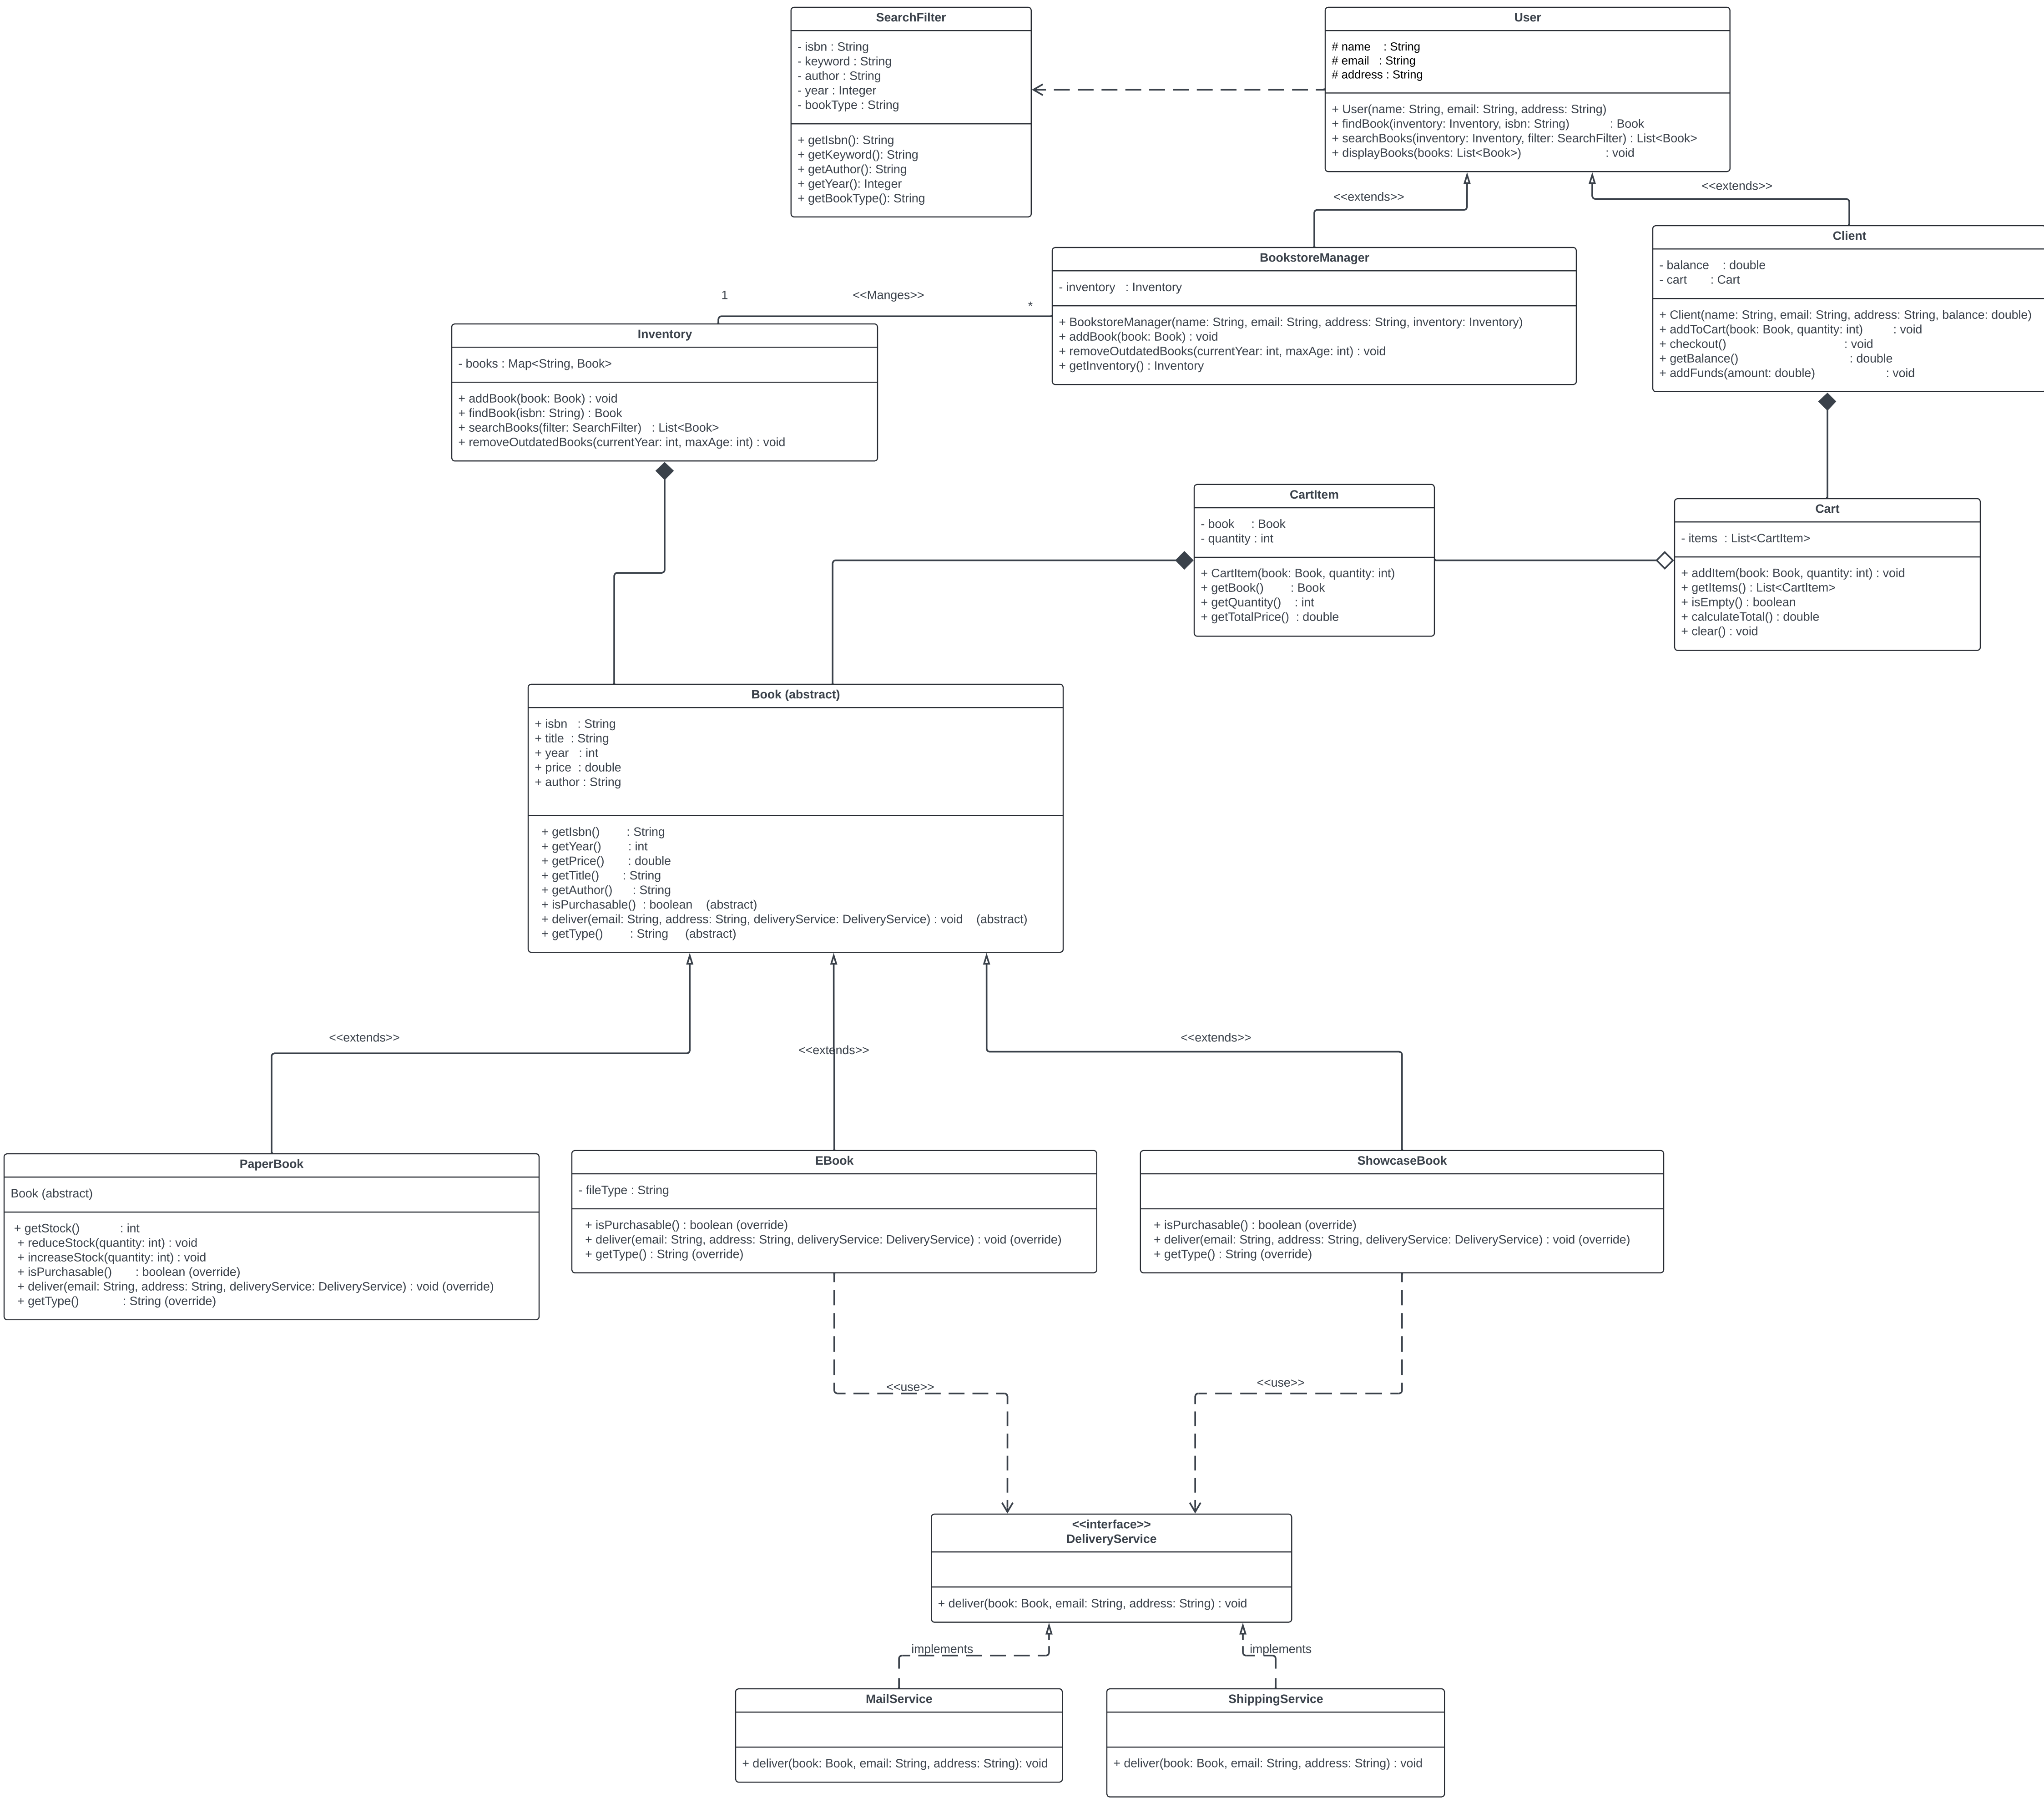 SearchFilter
- isbn : String
- keyword : String
- author : String
- year : Integer
- bookType : String
+ getIsbn(): String
+ getKeyword(): String
+ getAuthor(): String
+ getYear(): Integer
+ getBookType(): String
User
# name : String
# email : String
# address : String
+ User(name: String, email: String, address: String)
+ findBook(inventory: Inventory, isbn: String) : Book
+ searchBooks(inventory: Inventory, filter: SearchFilter) : List<Book>
+ displayBooks(books: List<Book>) : void
<<extends>>
<<extends>>
BookstoreManager
- inventory : Inventory
+ BookstoreManager(name: String, email: String, address: String, inventory: Inventory)
+ addBook(book: Book) : void
+ removeOutdatedBooks(currentYear: int, maxAge: int) : void
+ getInventory() : Inventory
Client
- balance : double
- cart : Cart
+ Client(name: String, email: String, address: String, balance: double)
+ addToCart(book: Book, quantity: int) : void
+ checkout() : void
+ getBalance() : double
+ addFunds(amount: double) : void
1
<<Manges>>
*
Inventory
- books : Map<String, Book>
+ addBook(book: Book) : void
+ findBook(isbn: String) : Book
+ searchBooks(filter: SearchFilter) : List<Book>
+ removeOutdatedBooks(currentYear: int, maxAge: int) : void
CartItem
- book : Book
- quantity : int
+ CartItem(book: Book, quantity: int)
+ getBook() : Book
+ getQuantity() : int
+ getTotalPrice() : double
Cart
- items : List<CartItem>
+ addItem(book: Book, quantity: int) : void
+ getItems() : List<CartItem>
+ isEmpty() : boolean
+ calculateTotal() : double
+ clear() : void
Book (abstract)
+ isbn : String
+ title : String
+ year : int
+ price : double
+ author : String
+ getIsbn() : String
+ getYear() : int
+ getPrice() : double
+ getTitle() : String
+ getAuthor() : String
+ isPurchasable() : boolean (abstract)
+ deliver(email: String, address: String, deliveryService: DeliveryService) : void (abstract)
+ getType() : String (abstract)
<<extends>>
<<extends>>
<<extends>>
PaperBook
Book (abstract)
+ getStock() : int
+ reduceStock(quantity: int) : void
+ increaseStock(quantity: int) : void
+ isPurchasable() : boolean (override)
+ deliver(email: String, address: String, deliveryService: DeliveryService) : void (override)
+ getType() : String (override)
EBook
- fileType : String
+ isPurchasable() : boolean (override)
+ deliver(email: String, address: String, deliveryService: DeliveryService) : void (override)
+ getType() : String (override)
ShowcaseBook
+ isPurchasable() : boolean (override)
+ deliver(email: String, address: String, deliveryService: DeliveryService) : void (override)
+ getType() : String (override)
<<use>>
<<use>>
<<interface>>
DeliveryService
+ deliver(book: Book, email: String, address: String) : void
implements
implements
MailService
+ deliver(book: Book, email: String, address: String): void
ShippingService
+ deliver(book: Book, email: String, address: String) : void